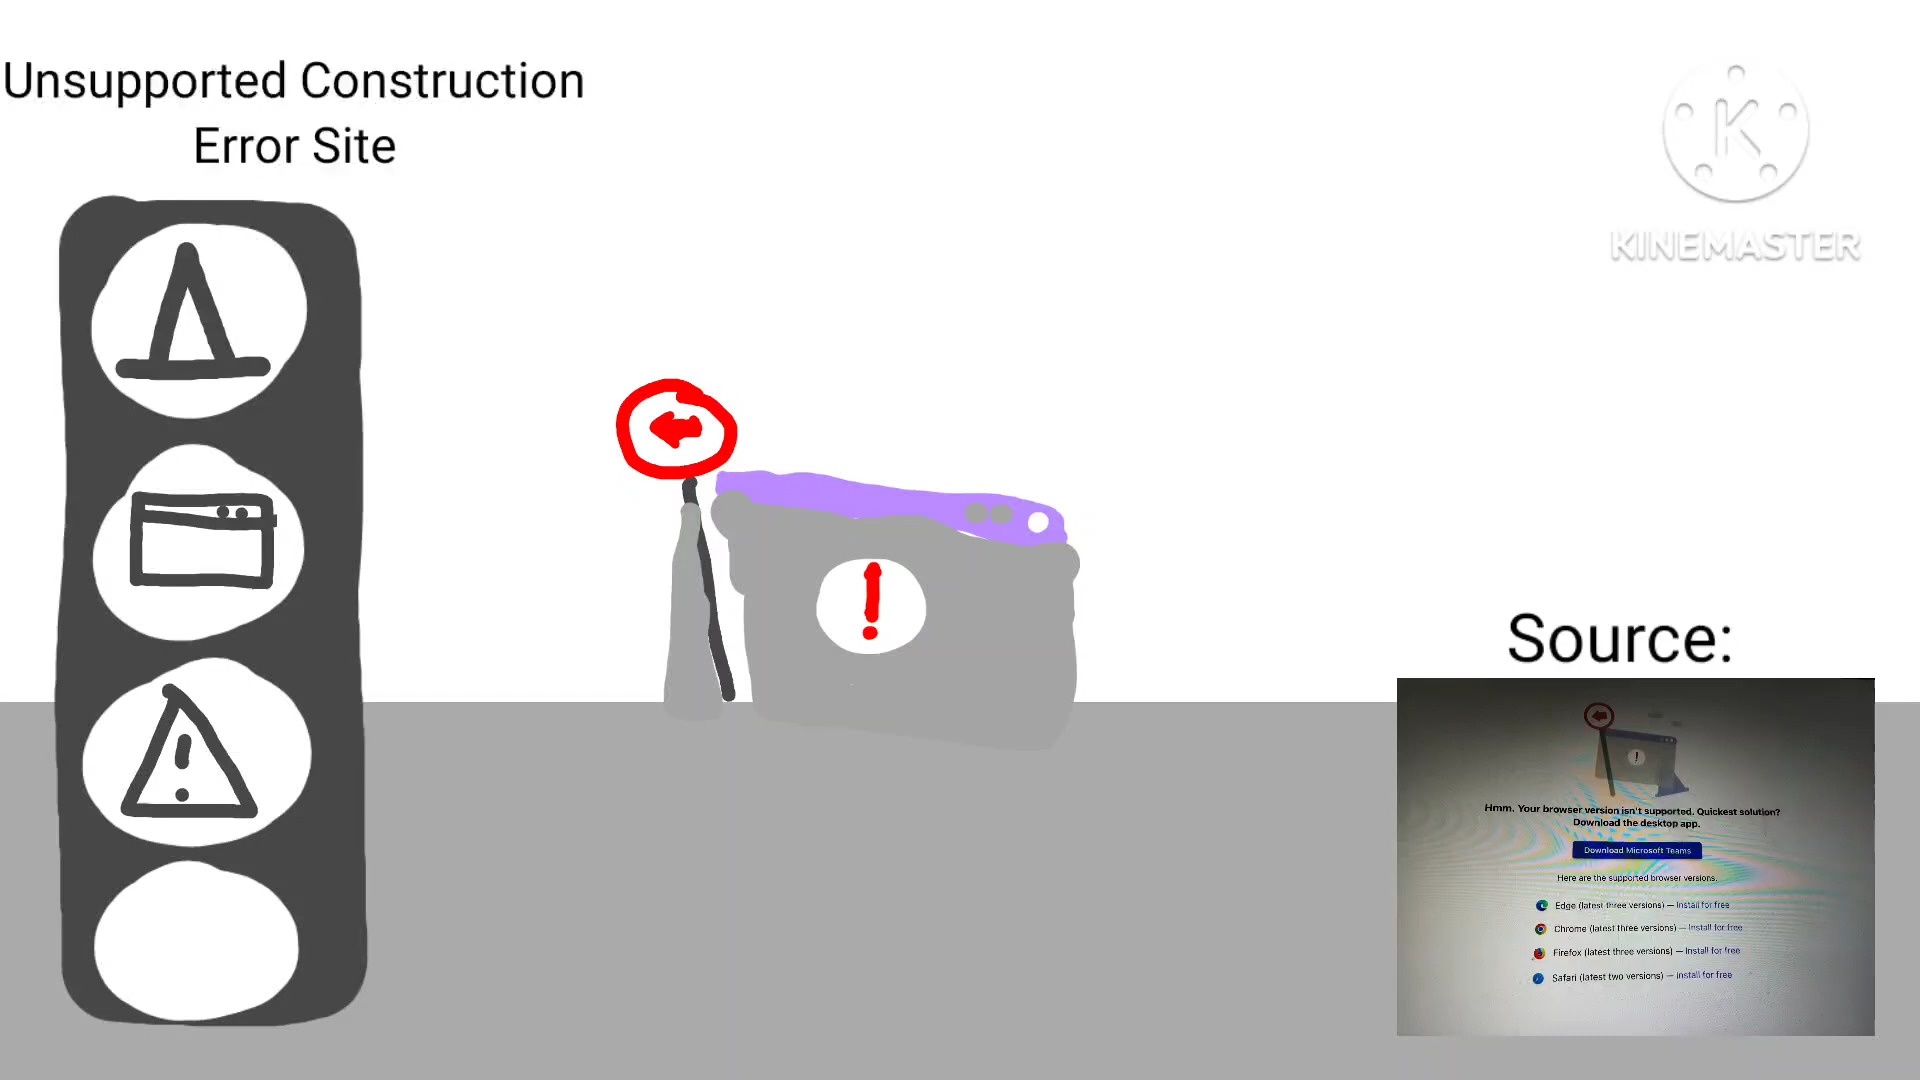 Unsupported Construction
Error Site
K
KINEMASTER
Source:
Hmm. Your browser version isn't supported. Quickest solution?
Download the desktop app.
Download Microsoft Teams
Here are the supported browser versions.
Edge (latest three versions) — Install for free
Chrome (latest three versions) — Install for free
Firefox (latest three versions) — Install for free
Safari (latest two versions) — Install for free